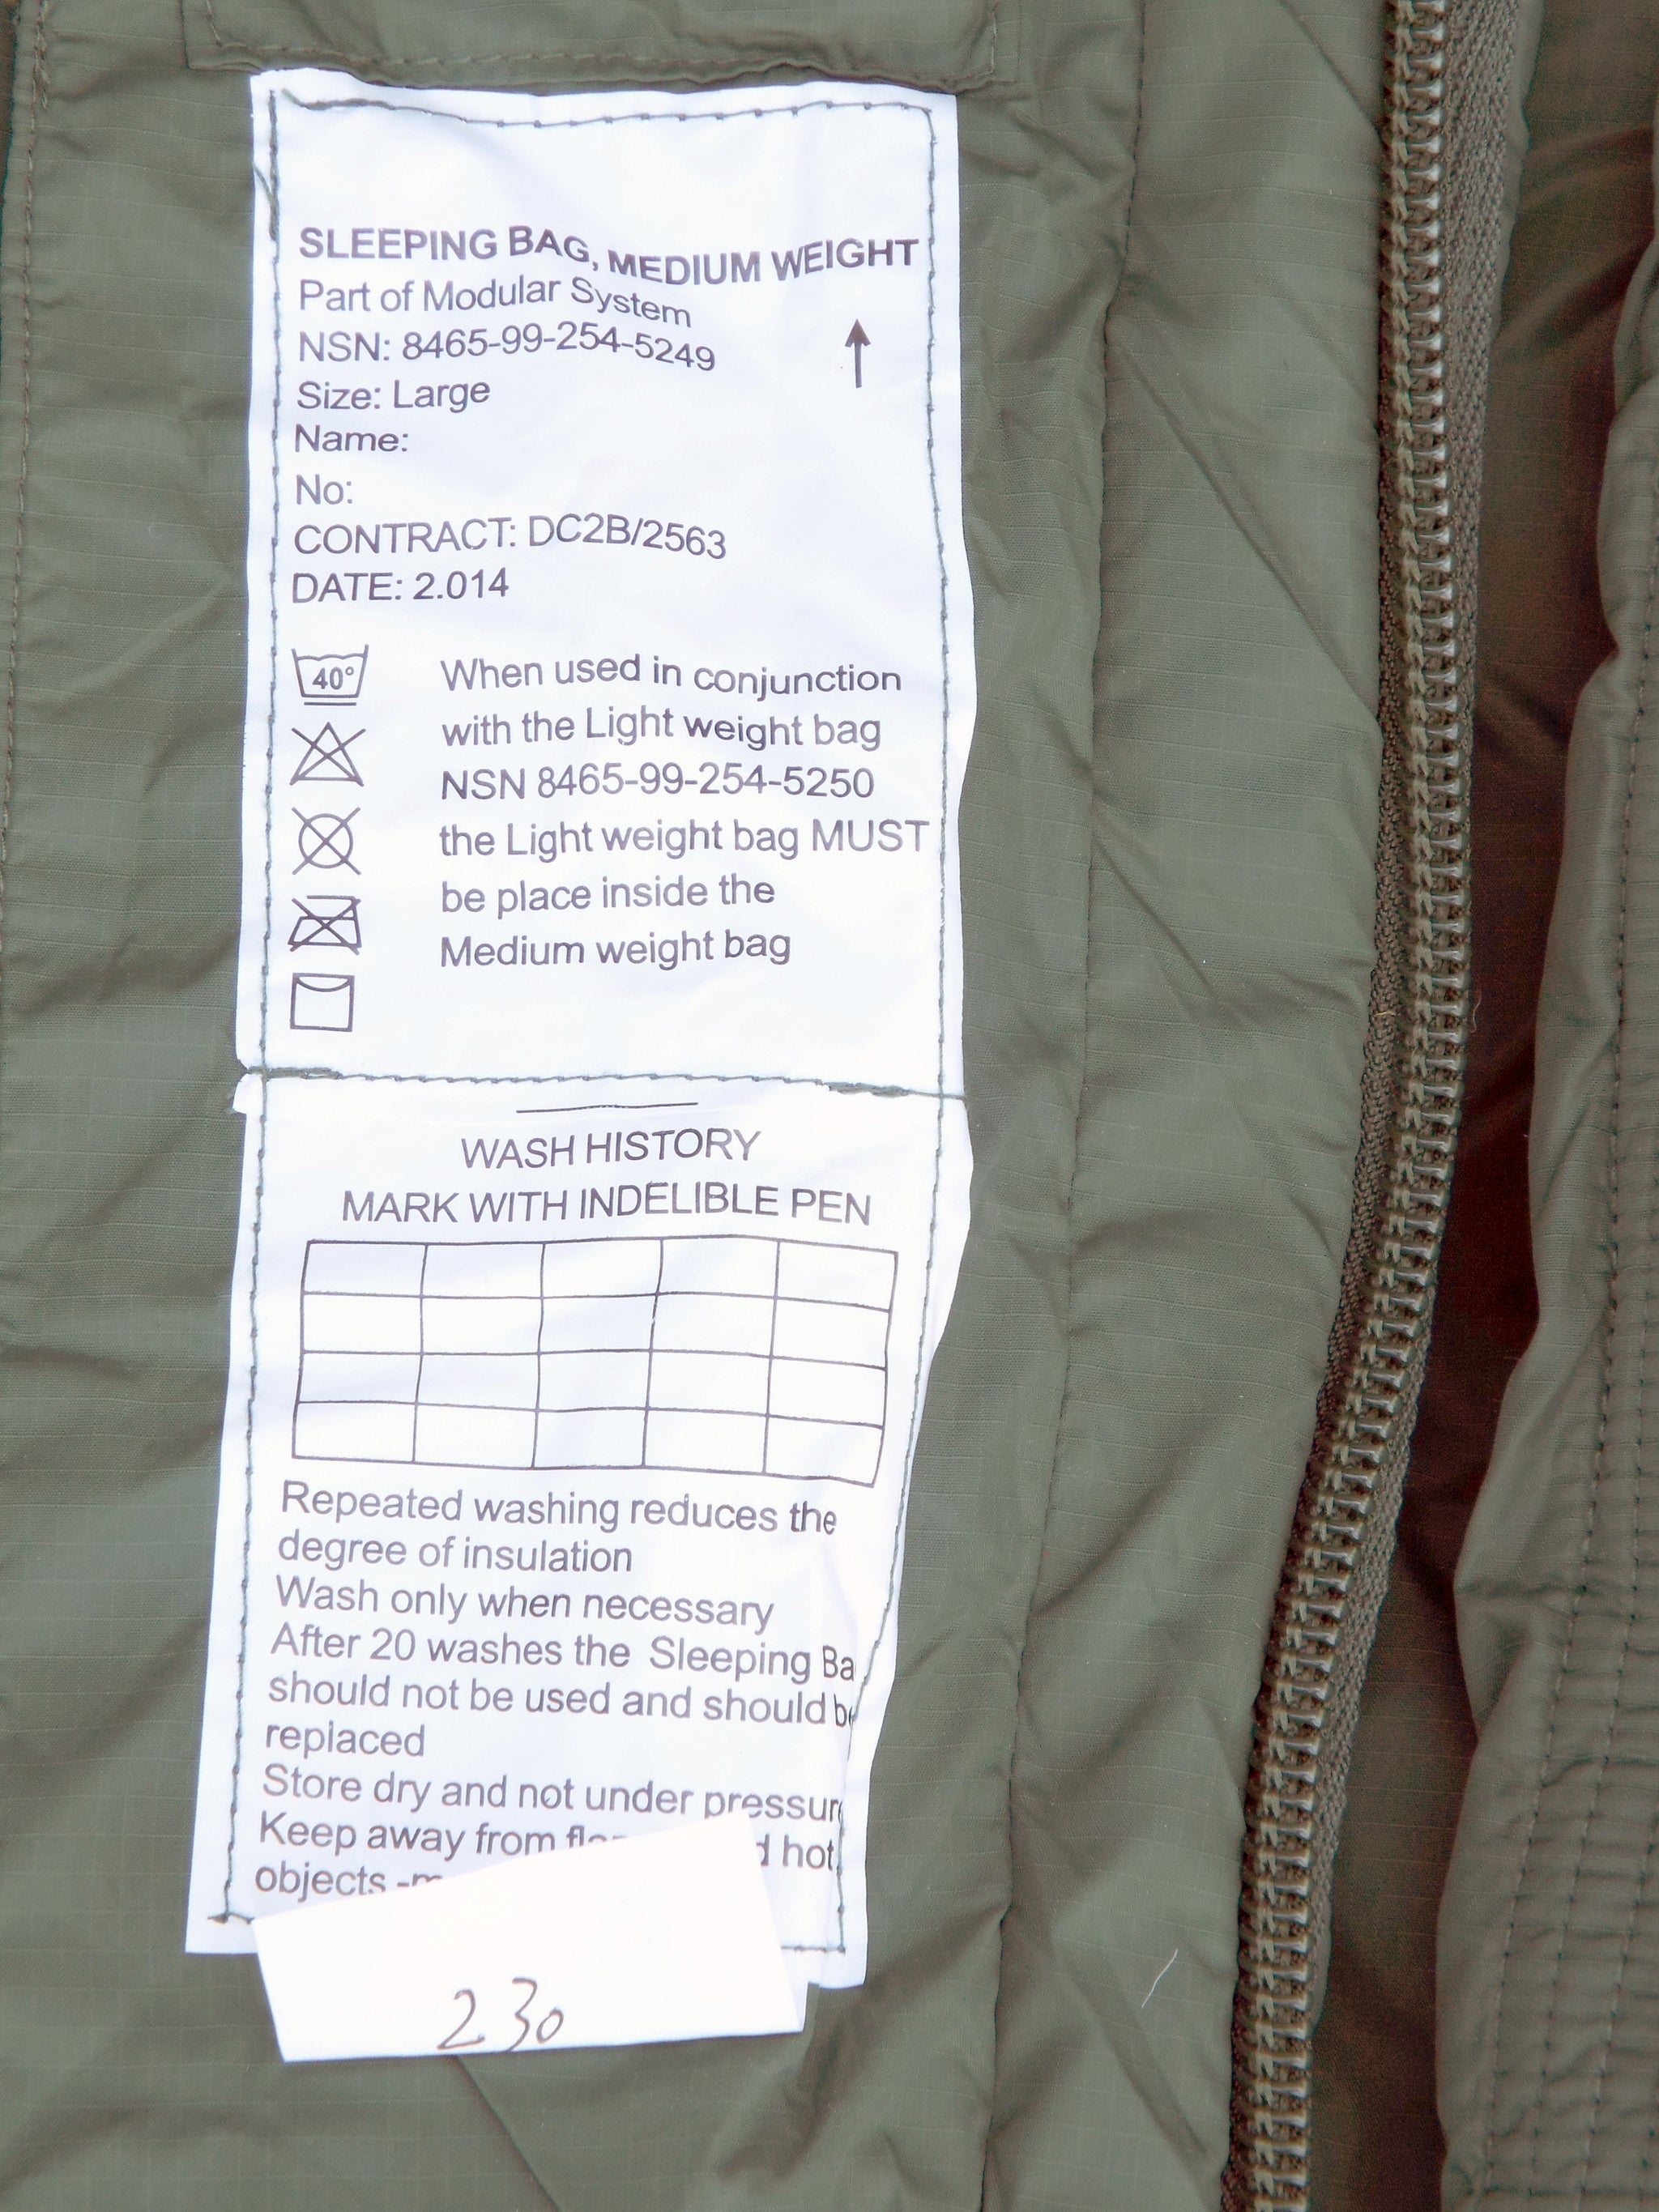 SLEEPING BAG, MEDIUM WEIGHT
Part of Modular System
NSN: 8465-99-254-5249
Size: Large
Name:
No:
CONTRACT: DC2B/2563
DATE: 2.014
40°
When used in conjunction
with the Light weight bag
NSN 8465-99-254-5250
the Light weight bag MUST
be place inside the
Medium weight bag
WASH HISTORY
MARK WITH INDELIBLE PEN
Repeated washing reduces the
degree of insulation
Wash only when necessary
After 20 washes the Sleeping Ba
should not be used and should
replaced
Store dry and not under
Keep away from hot
objects
230